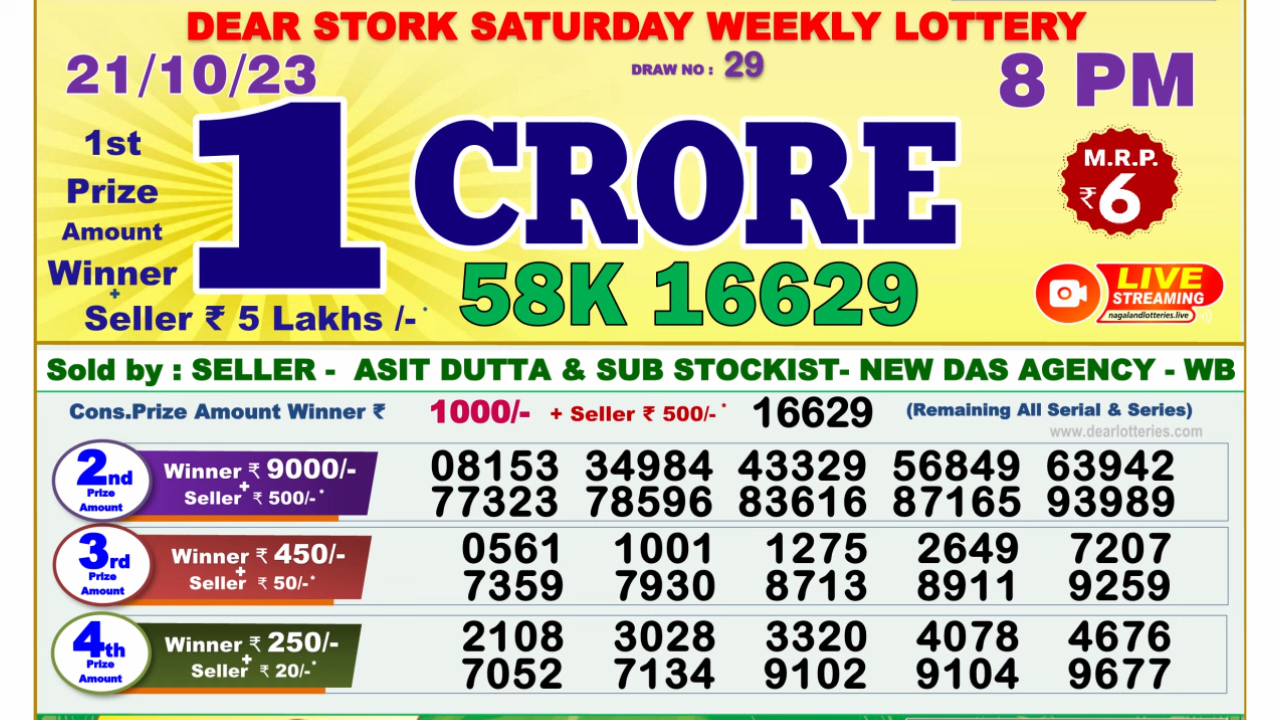 DEAR STORK SATURDAY WEEKLY LOTTERY
21/10/23
DRAW NO : 29
8 PM
1st
Prize
Amount
Winner
+
Seller ₹ 5 Lakhs /-*
1 CRORE
58K 16629
M.R.P.
₹6
LIVE
STREAMING
nagalandlotteries.live
Sold by : SELLER - ASIT DUTTA & SUB STOCKIST- NEW DAS AGENCY - WB
Cons.Prize Amount Winner ₹ 1000/- + Seller ₹ 500/-* 16629 (Remaining All Serial & Series)
www.dearlotteries.com
2nd
Prize
Amount
Winner ₹ 9000/-
+
Seller ₹ 500/-*
08153 34984 43329 56849 63942
77323 78596 83616 87165 93989
3rd
Prize
Amount
Winner ₹ 450/-
+
Seller ₹ 50/-*
0561 1001 1275 2649 7207
7359 7930 8713 8911 9259
4th
Prize
Amount
Winner ₹ 250/-
+
Seller ₹ 20/-*
2108 3028 3320 4078 4676
7052 7134 9102 9104 9677